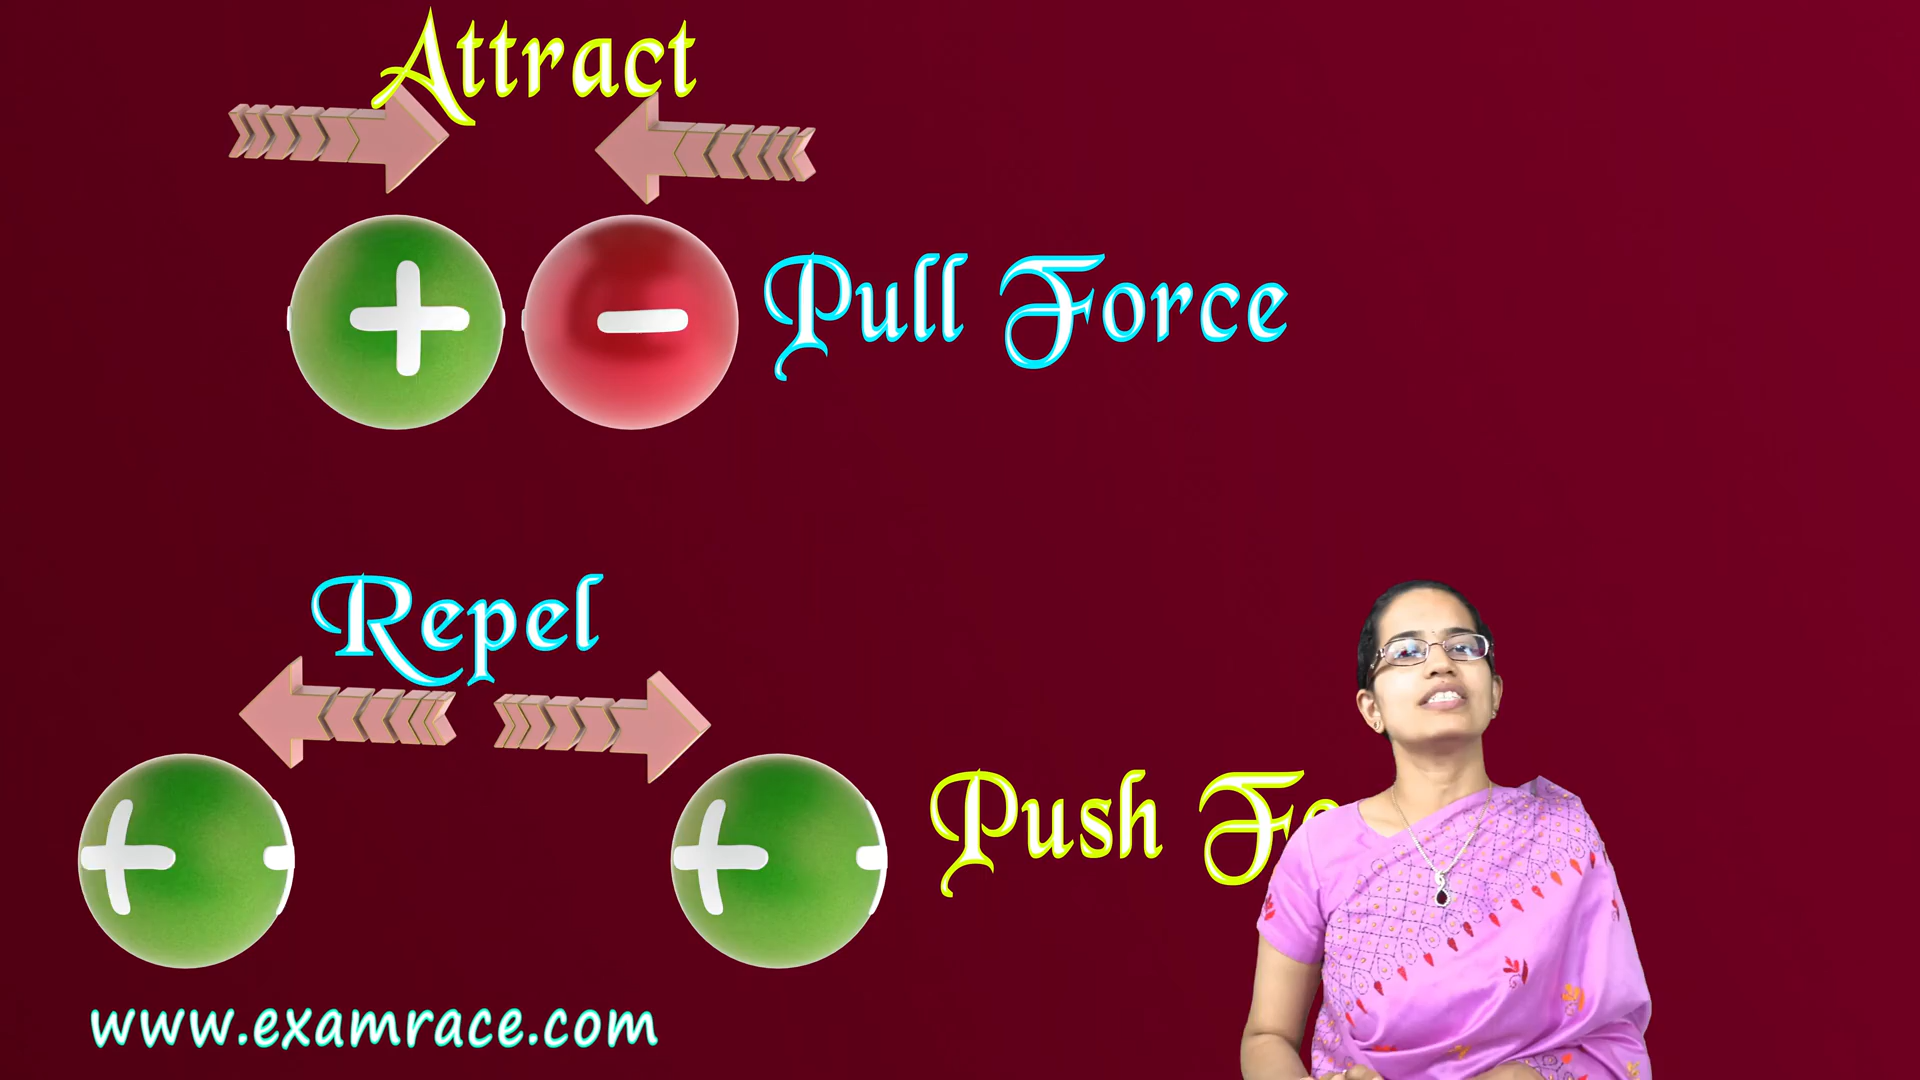 Attract
+ -
Pull Force
Repel
+ +
Push
www.examrace.com